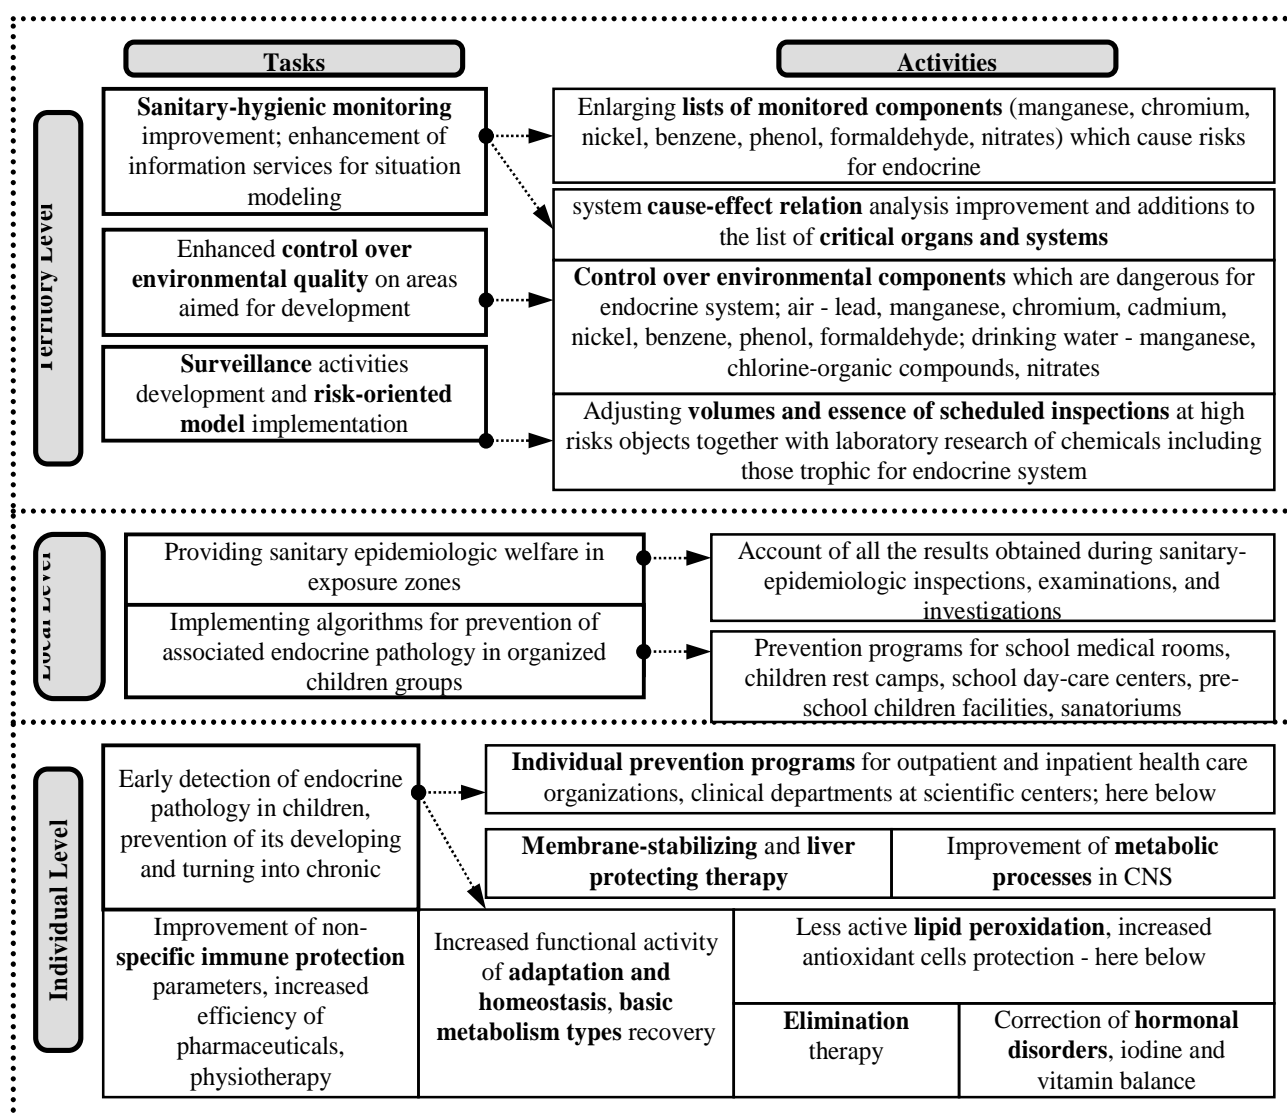 Tasks
Activities
Territory Level
Sanitary-hygienic monitoring
improvement; enhancement of
information services for situation
modeling
Enlarging lists of monitored components (manganese, chromium,
nickel, benzene, phenol, formaldehyde, nitrates) which cause risks
for endocrine
system cause-effect relation analysis improvement and additions to
the list of critical organs and systems
Enhanced control over
environmental quality on areas
aimed for development
Control over environmental components which are dangerous for
endocrine system; air - lead, manganese, chromium, cadmium,
nickel, benzene, phenol, formaldehyde; drinking water - manganese,
chlorine-organic compounds, nitrates
Surveillance activities
development and risk-oriented
model implementation
Adjusting volumes and essence of scheduled inspections at high
risks objects together with laboratory research of chemicals including
those trophic for endocrine system
Local Level
Providing sanitary epidemiologic welfare in
exposure zones
Account of all the results obtained during sanitary-
epidemiologic inspections, examinations, and
investigations
Implementing algorithms for prevention of
associated endocrine pathology in organized
children groups
Prevention programs for school medical rooms,
children rest camps, school day-care centers, pre-
school children facilities, sanatoriums
Individual Level
Early detection of endocrine
pathology in children,
prevention of its developing
and turning into chronic
Individual prevention programs for outpatient and inpatient health care
organizations, clinical departments at scientific centers; here below
Membrane-stabilizing and liver
protecting therapy
Improvement of metabolic
processes in CNS
Improvement of non-
specific immune protection
parameters, increased
efficiency of
pharmaceuticals,
physiotherapy
Increased functional activity
of adaptation and
homeostasis, basic
metabolism types recovery
Less active lipid peroxidation, increased
antioxidant cells protection - here below
Elimination
therapy
Correction of hormonal
disorders, iodine and
vitamin balance